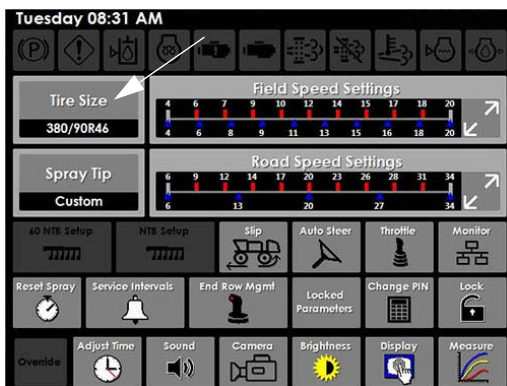 Tuesday 08:31 AM
Tire Size
380/90R46
Field Speed Settings
4 6 7 9 10 12 14 15 17 18 20
4 6 8 9 11 13 15 16 18 20
Spray Tip
Custom
Road Speed Settings
6 9 12 14 17 20 23 26 28 31 34
6 13 20 27 34
60 NTB Setup
NTB Setup
Slip
Auto Steer
Throttle
Monitor
Reset Spray
Service Intervals
End Row Mgmt
Locked
Parameters
Change PIN
Lock
Override
Adjust Time
Sound
Camera
Brightness
Display
Measure